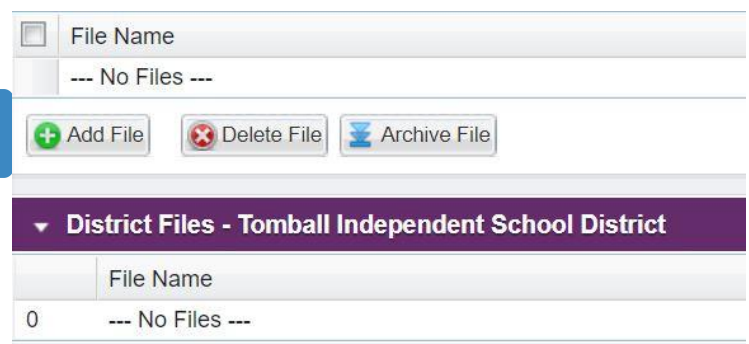 File Name
--- No Files ---
Add File Delete File Archive File
District Files - Tomball Independent School District
File Name
0 --- No Files ---